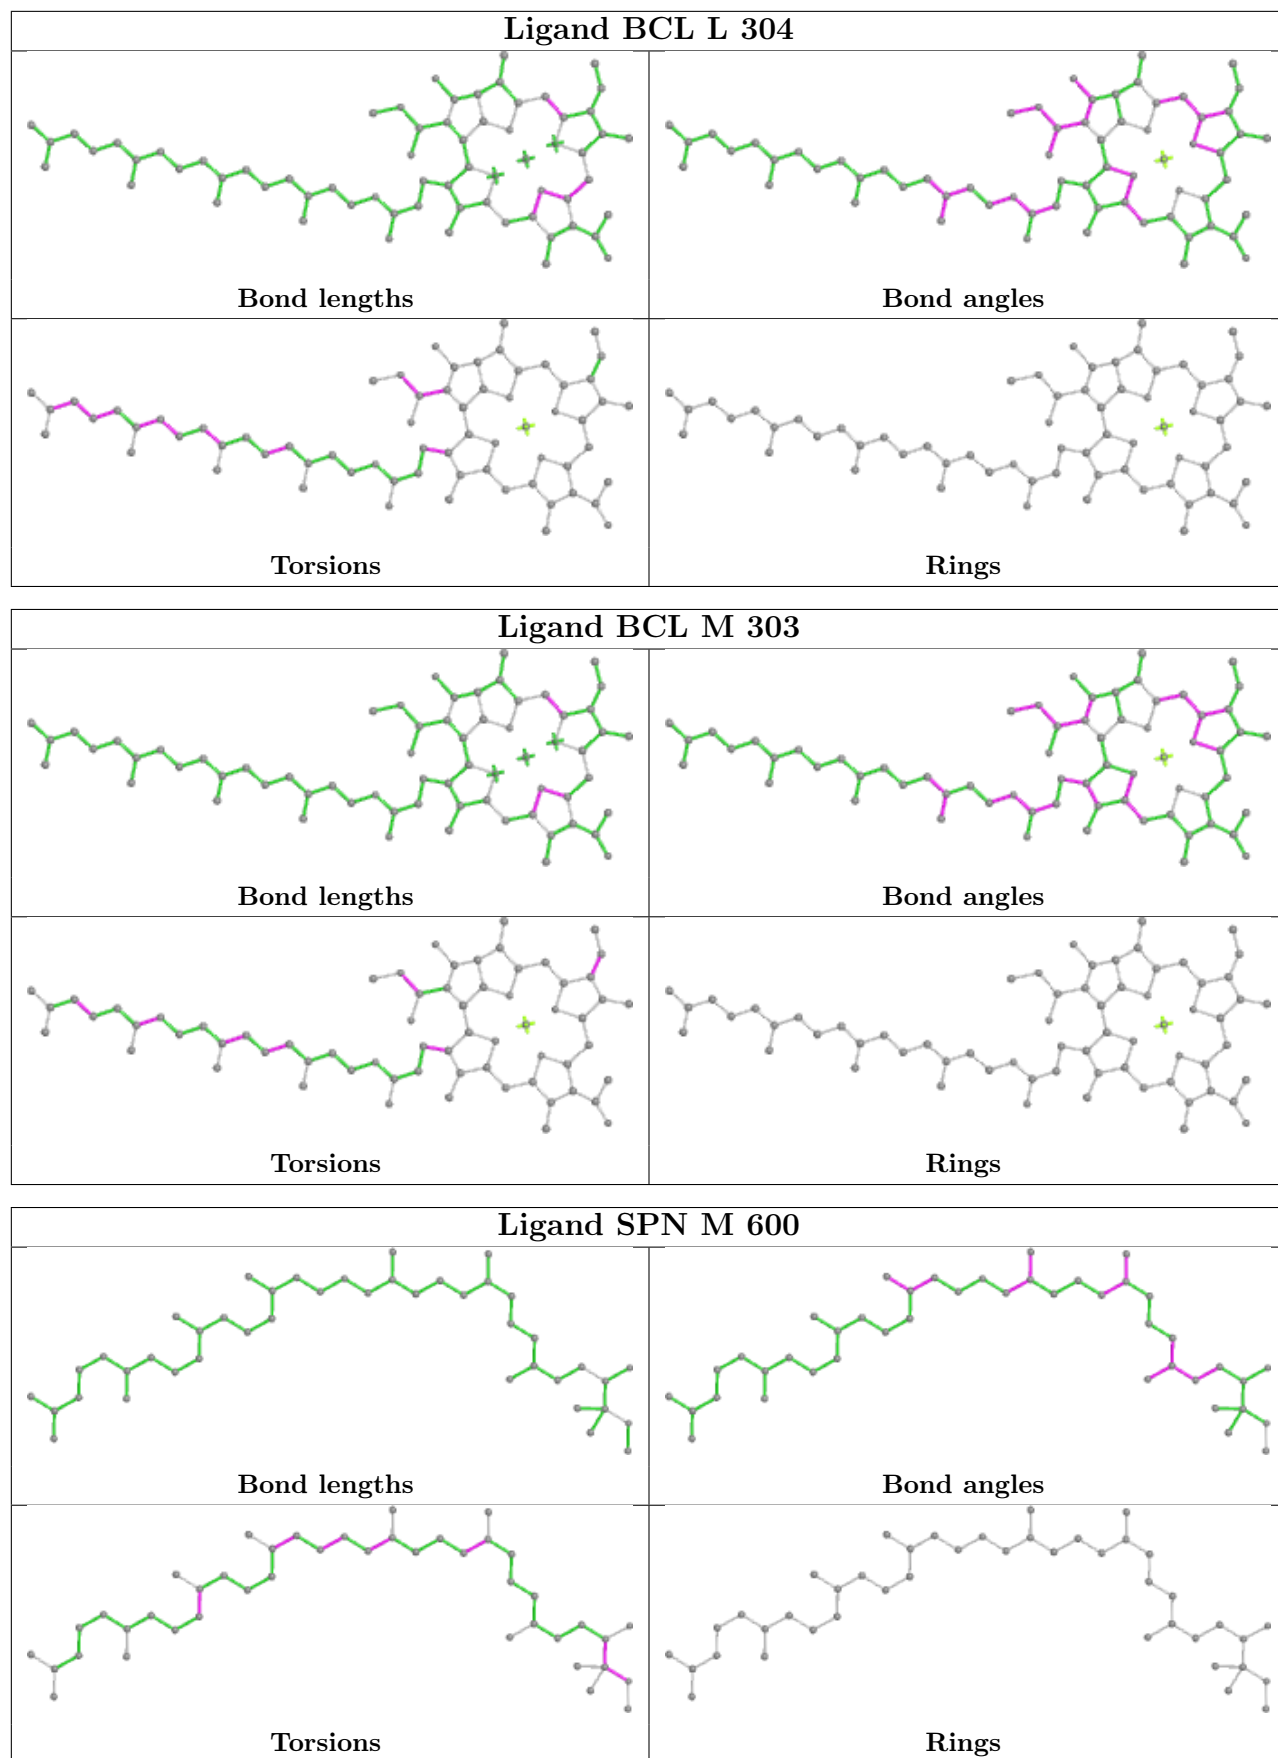 Ligand BCL L 304
Bond lengths
Bond angles
Torsions
Rings
Ligand BCL M 303
Bond lengths
Bond angles
Torsions
Rings
Ligand SPN M 600
Bond lengths
Bond angles
Torsions
Rings